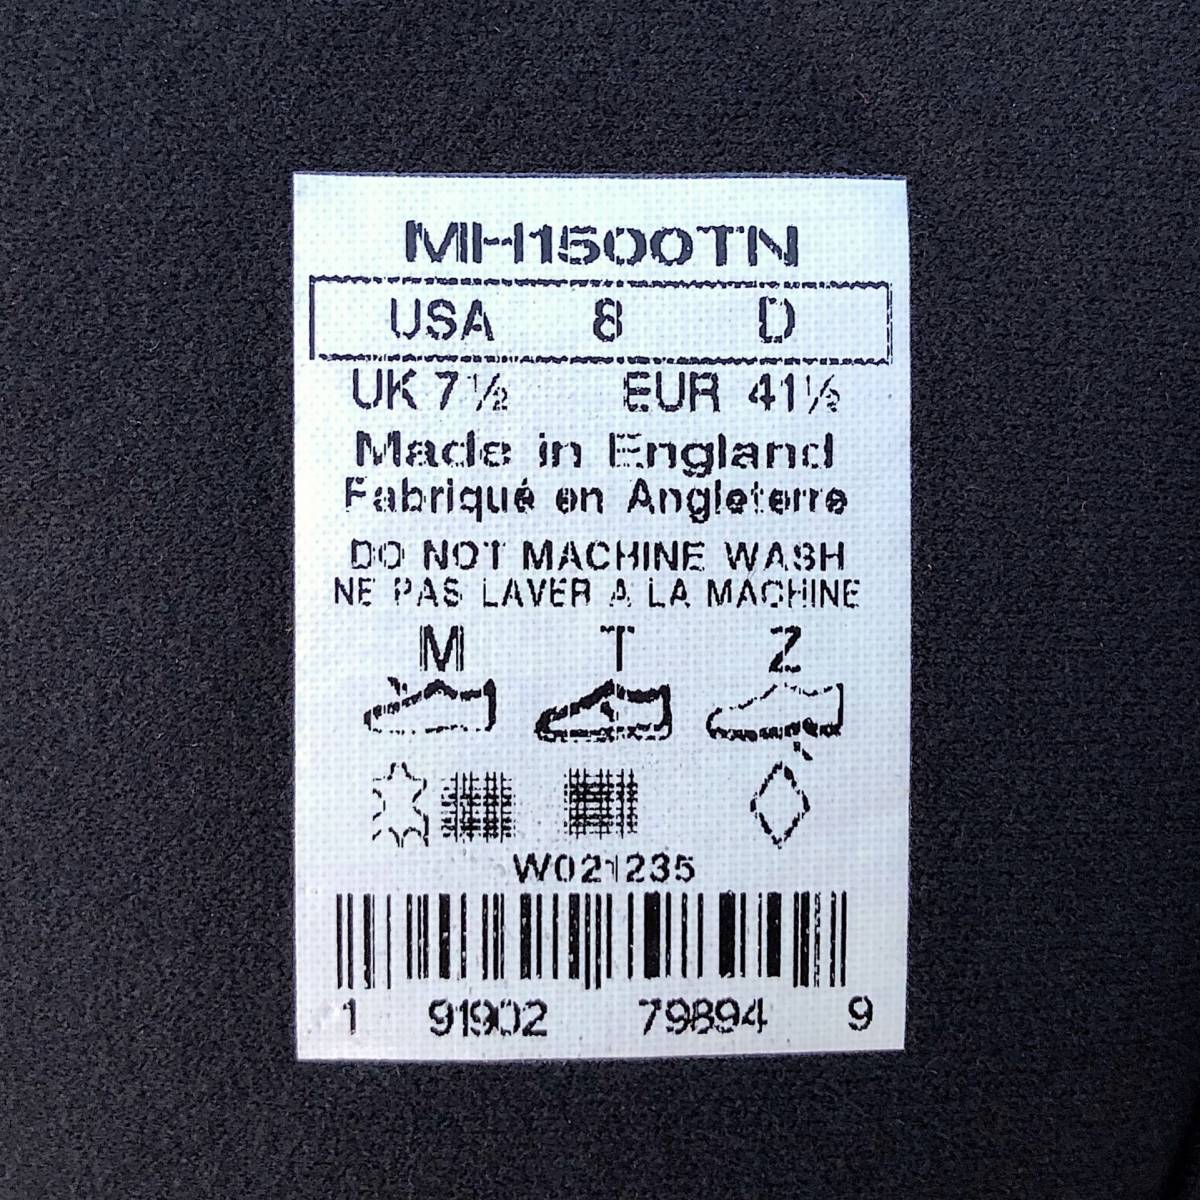 MH1500TN
USA 8 D
UK 7½ EUR 41½
Made in England
Fabriqué en Angleterre
DO NOT MACHINE WASH
NE PAS LAVER A LA MACHINE
M T Z
W021235
1 91902 79894 9